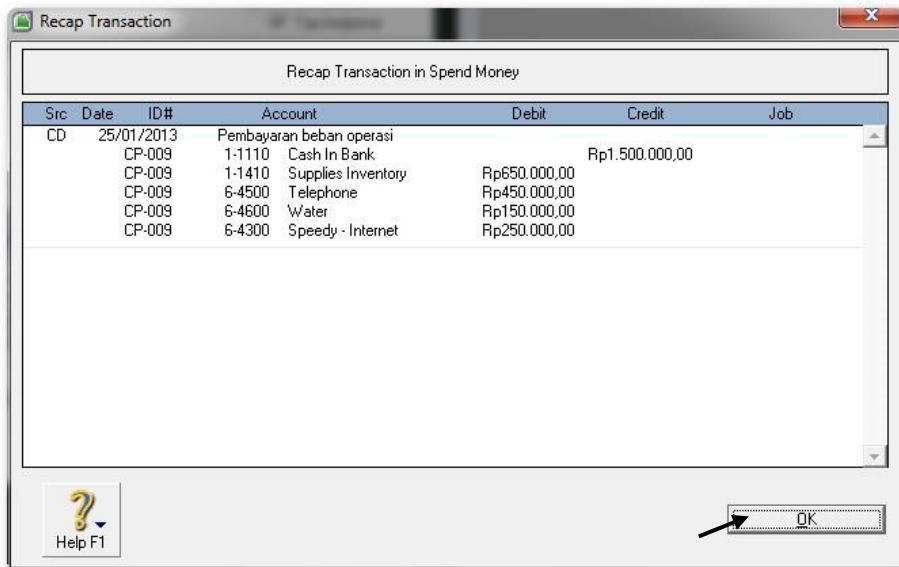 Recap Transaction
Recap Transaction in Spend Money
Src Date ID# Account Debit Credit Job
CD 25/01/2013 Pembayaran beban operasi
CP-009 1-1110 Cash In Bank Rp1.500.000,00
CP-009 1-1410 Supplies Inventory Rp650.000,00
CP-009 6-4500 Telephone Rp450.000,00
CP-009 6-4600 Water Rp150.000,00
CP-009 6-4300 Speedy - Internet Rp250.000,00
OK
Help F1